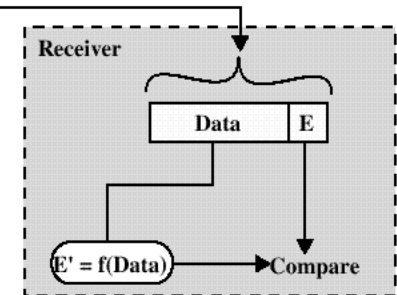 Receiver
Data E
E' = f(Data)
Compare